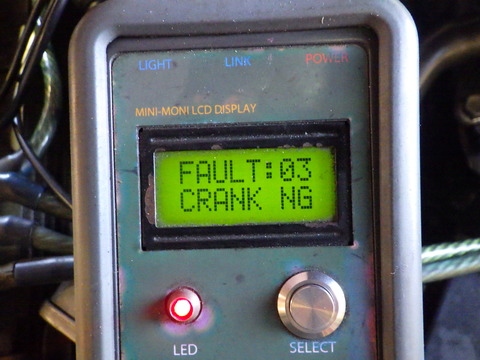 LIGHT LINK POWER
MINI-MONI LCD DISPLAY
FAULT:03
CRANK NG
LED SELECT